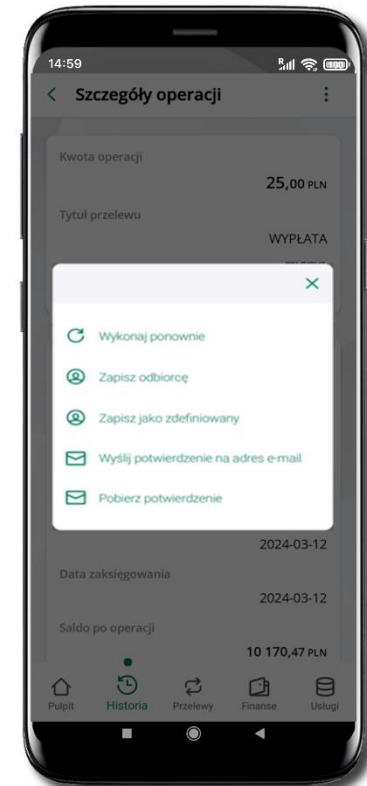 14:59
Szczegóły operacji
Kwota operacji
25,00 PLN
Tytuł przelewu
WYPŁATA
Wykonaj ponownie
Zapisz odbiorcę
Zapisz jako zdefiniowany
Wyślij potwierdzenie na adres e-mail
Pobierz potwierdzenie
2024-03-12
Data zaksięgowania
2024-03-12
Saldo po operacji
10 170,47 PLN
Pulpit Historia Przelewy Finanse Usługi